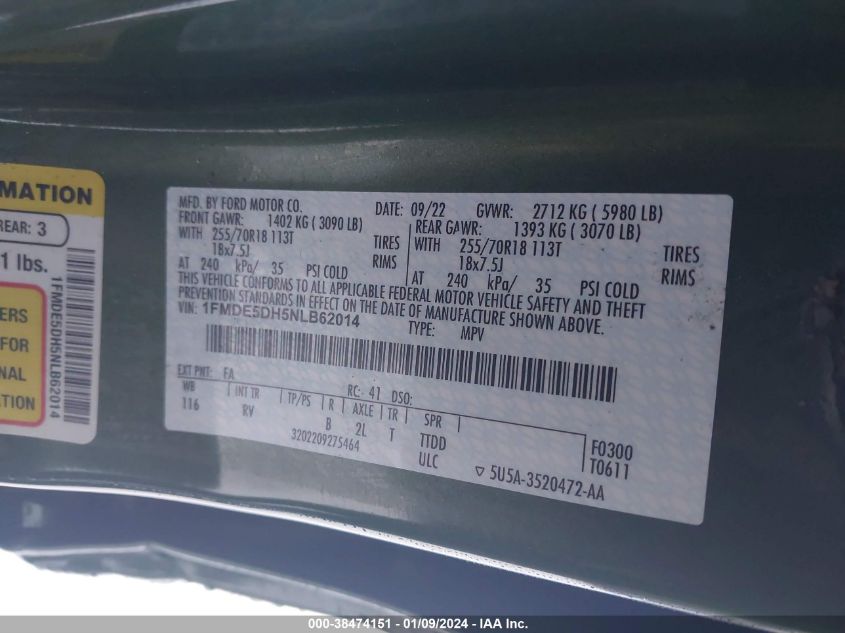 MATION
REAR: 3
1 lbs.
ERS
FOR
NAL
ATION
1FMDE5DH5NLB62014
MFD. BY FORD MOTOR CO.
DATE: 09/22 GVWR: 2712 KG ( 5980 LB)
FRONT GAWR: 1402 KG ( 3090 LB)
WITH 255/70R18 113T TIRES
18x7.5J RIMS
AT 240 kPa/ 35 PSI COLD
REAR GAWR: 1393 KG ( 3070 LB)
WITH 255/70R18 113T TIRES
18x7.5J RIMS
AT 240 kPa/ 35 PSI COLD
THIS VEHICLE CONFORMS TO ALL APPLICABLE FEDERAL MOTOR VEHICLE SAFETY AND THEFT
PREVENTION STANDARDS IN EFFECT ON THE DATE OF MANUFACTURE SHOWN ABOVE.
VIN: 1FMDE5DH5NLB62014
TYPE: MPV
EXT PNT: FA RC: 41 DSO:
WB INT TR TP/PS R AXLE TR SPR
116 RV B 2L T TTDD
3202209275464 ULC
F0300
T0611
▽ 5U5A-3520472-AA
000-38474151 - 01/09/2024 - IAA Inc.